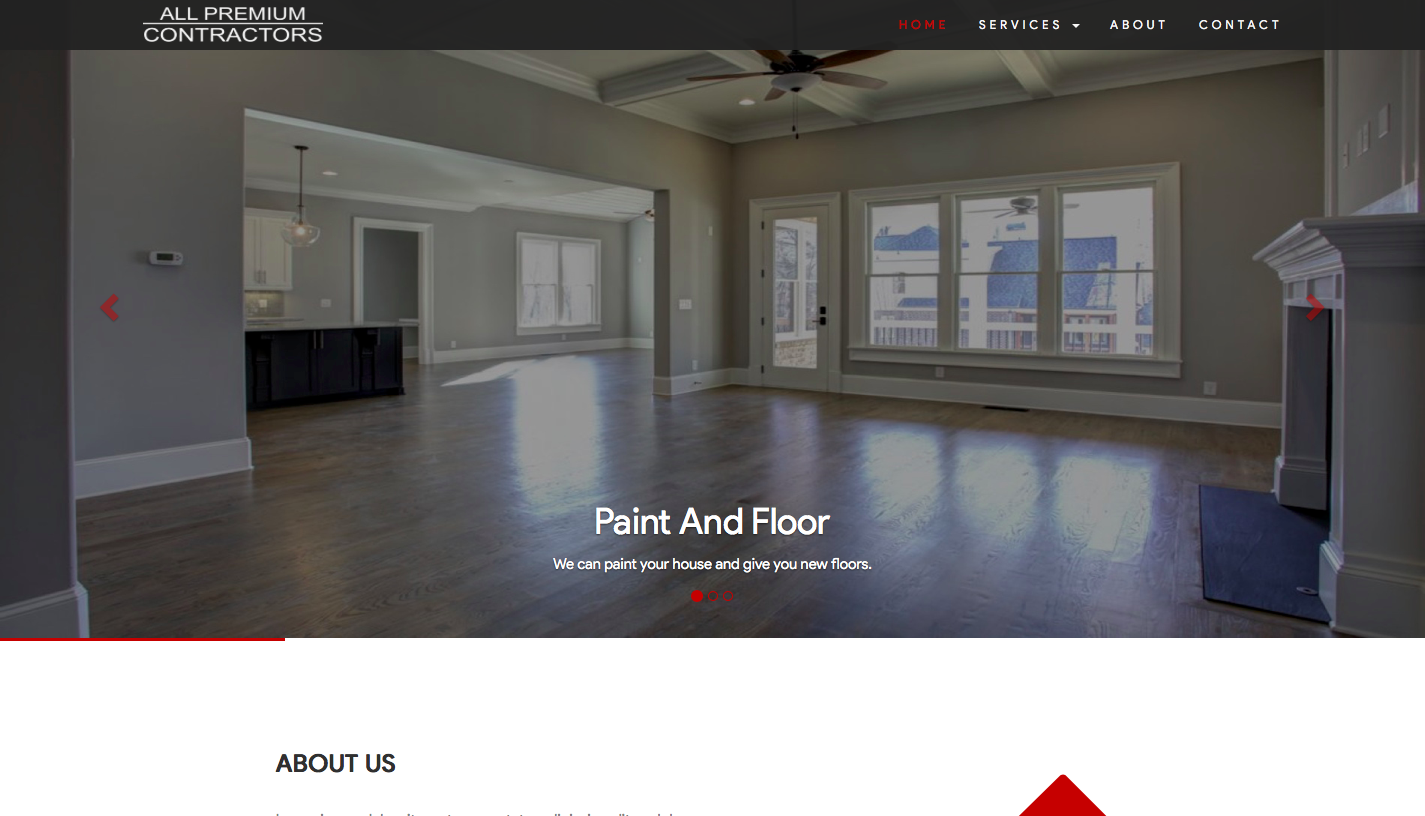 ALL PREMIUM
CONTRACTORS
HOME SERVICES ABOUT CONTACT
Paint And Floor
We can paint your house and give you new floors.
ABOUT US